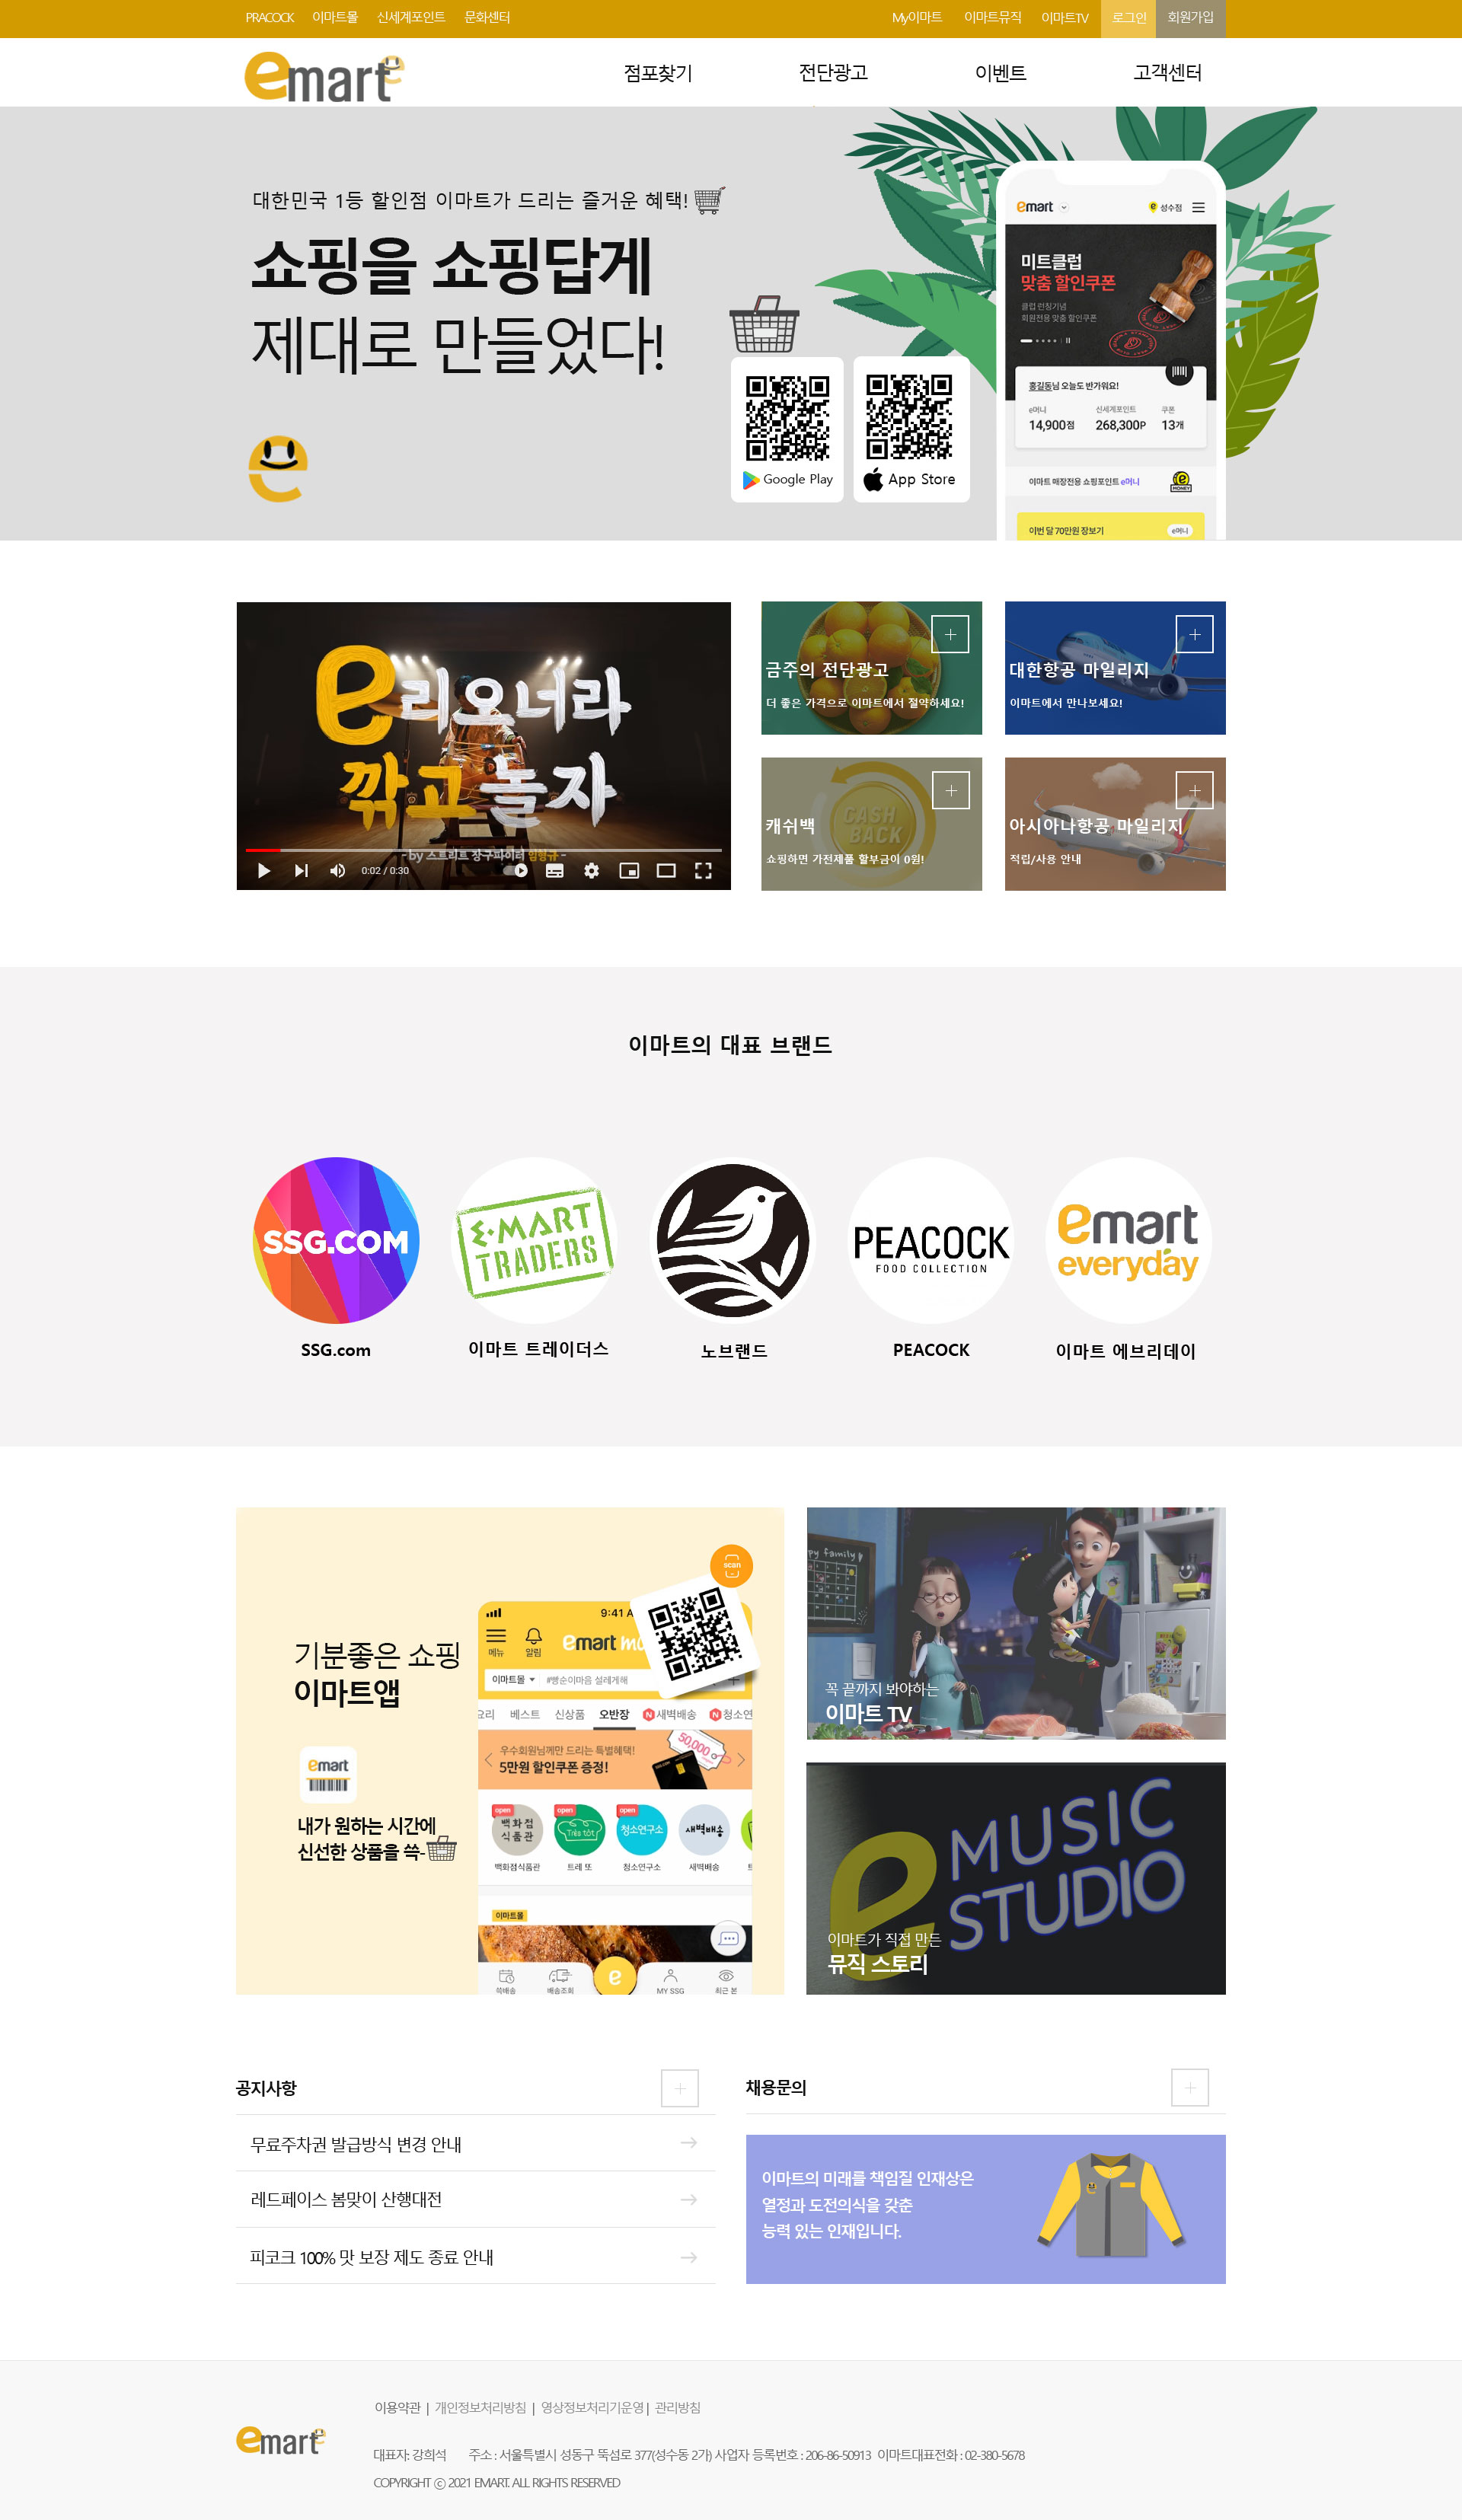 PRACOCK 이마트몰 신세계포인트 문화센터 My이마트 이마트뮤직 이마트TV 로그인 회원가입
emart 점포찾기 전단광고 이벤트 고객센터
대한민국 1등 할인점 이마트가 드리는 즐거운 혜택!
쇼핑을 쇼핑답게
제대로 만들었다!
Google Play
App Store
emart 성수점
미트클럽
맞춤 할인쿠폰
클럽 런칭기념
회원전용 맞춤 할인쿠폰
홍길동님 오늘도 반가워요!
e머니 신세계포인트 쿠폰
14,900점 268,300P 13개
이마트 매장전용 쇼핑포인트 e머니
MONEY
이번 달 70만원 장보기 e머니
e리오너라
깎고놀자
-by 스트리트 장구파이터 임형규-
0:02 / 0:30
금주의 전단광고
더 좋은 가격으로 이마트에서 절약하세요!
대한항공 마일리지
이마트에서 만나보세요!
CASH
BACK
캐쉬백
쇼핑하면 가전제품 할부금이 0원!
아시아나항공 마일리지
적립/사용 안내
이마트의 대표 브랜드
SSG.COM
E·MART
TRADERS
PEACOCK
FOOD COLLECTION
emart
everyday
SSG.com 이마트 트레이더스 노브랜드 PEACOCK 이마트 에브리데이
기분좋은 쇼핑
이마트앱
emart
내가 원하는 시간에
신선한 상품을 쓱-
scan
9:41 A
메뉴 알림 emart
이마트몰 #빵순이마음 설레게해
요리 베스트 신상품 오반장 N새벽배송 N청소연
우수회원님께만 드리는 특별혜택!
5만원 할인쿠폰 증정!
50,000
open open open
백화점
식품관
Très tôt
청소연구소
새벽배송
백화점식품관 트레 또 청소연구소 새벽배송
이마트몰
쓱배송 배송조회 e MY SSG 최근 본
py family
꼭 끝까지 봐야하는
이마트 TV
e MUSIC
STUDIO
이마트가 직접 만든
뮤직 스토리
공지사항
무료주차권 발급방식 변경 안내
레드페이스 봄맞이 산행대전
피코크 100% 맛 보장 제도 종료 안내
채용문의
이마트의 미래를 책임질 인재상은
열정과 도전의식을 갖춘
능력 있는 인재입니다.
emart
이용약관 | 개인정보처리방침 | 영상정보처리기운영 | 관리방침
대표자: 강희석 주소 : 서울특별시 성동구 뚝섬로 377(성수동 2가) 사업자 등록번호 : 206-86-50913 이마트대표전화 : 02-380-5678
COPYRIGHT ⓒ 2021 EMART. ALL RIGHTS RESERVED